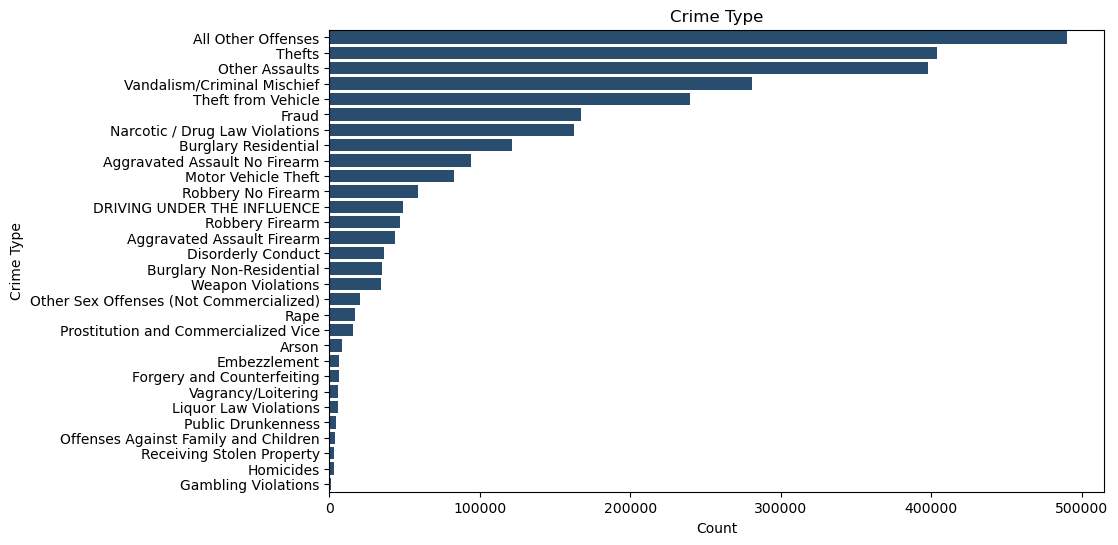 Crime Type
All Other Offenses
Thefts
Other Assaults
Vandalism/Criminal Mischief
Theft from Vehicle
Fraud
Narcotic / Drug Law Violations
Burglary Residential
Aggravated Assault No Firearm
Motor Vehicle Theft
Robbery No Firearm
DRIVING UNDER THE INFLUENCE
Robbery Firearm
Aggravated Assault Firearm
Disorderly Conduct
Burglary Non-Residential
Weapon Violations
Other Sex Offenses (Not Commercialized)
Rape
Prostitution and Commercialized Vice
Arson
Embezzlement
Forgery and Counterfeiting
Vagrancy/Loitering
Liquor Law Violations
Public Drunkenness
Offenses Against Family and Children
Receiving Stolen Property
Homicides
Gambling Violations
Crime Type
0 100000 200000 300000 400000 500000
Count